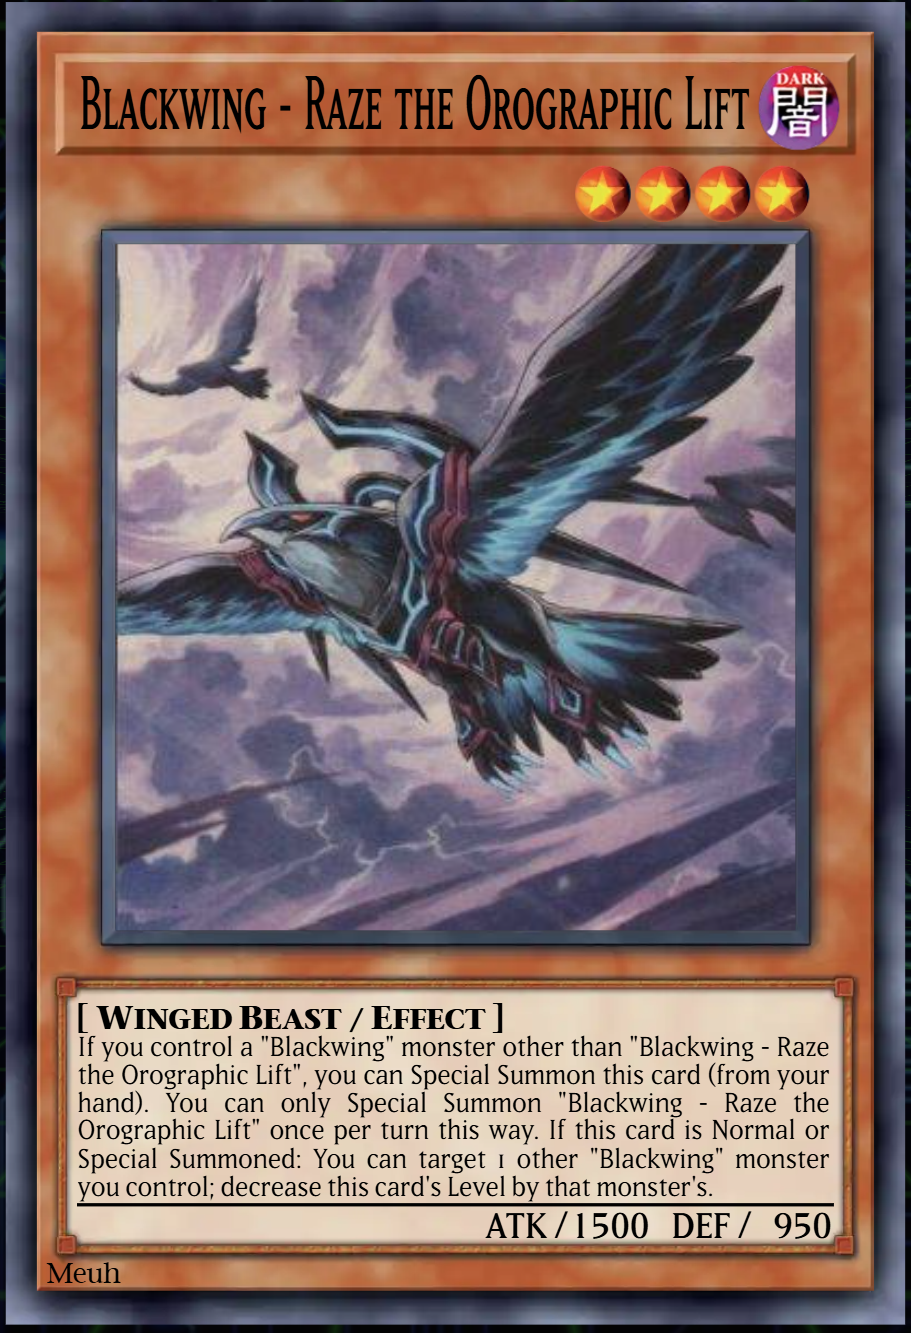 Blackwing - Raze the Orographic Lift
DARK
闇
[ Winged Beast / Effect ]
If you control a "Blackwing" monster other than "Blackwing - Raze
the Orographic Lift", you can Special Summon this card (from your
hand). You can only Special Summon "Blackwing - Raze the
Orographic Lift" once per turn this way. If this card is Normal or
Special Summoned: You can target 1 other "Blackwing" monster
you control; decrease this card's Level by that monster's.
ATK / 1500 DEF / 950
Meuh